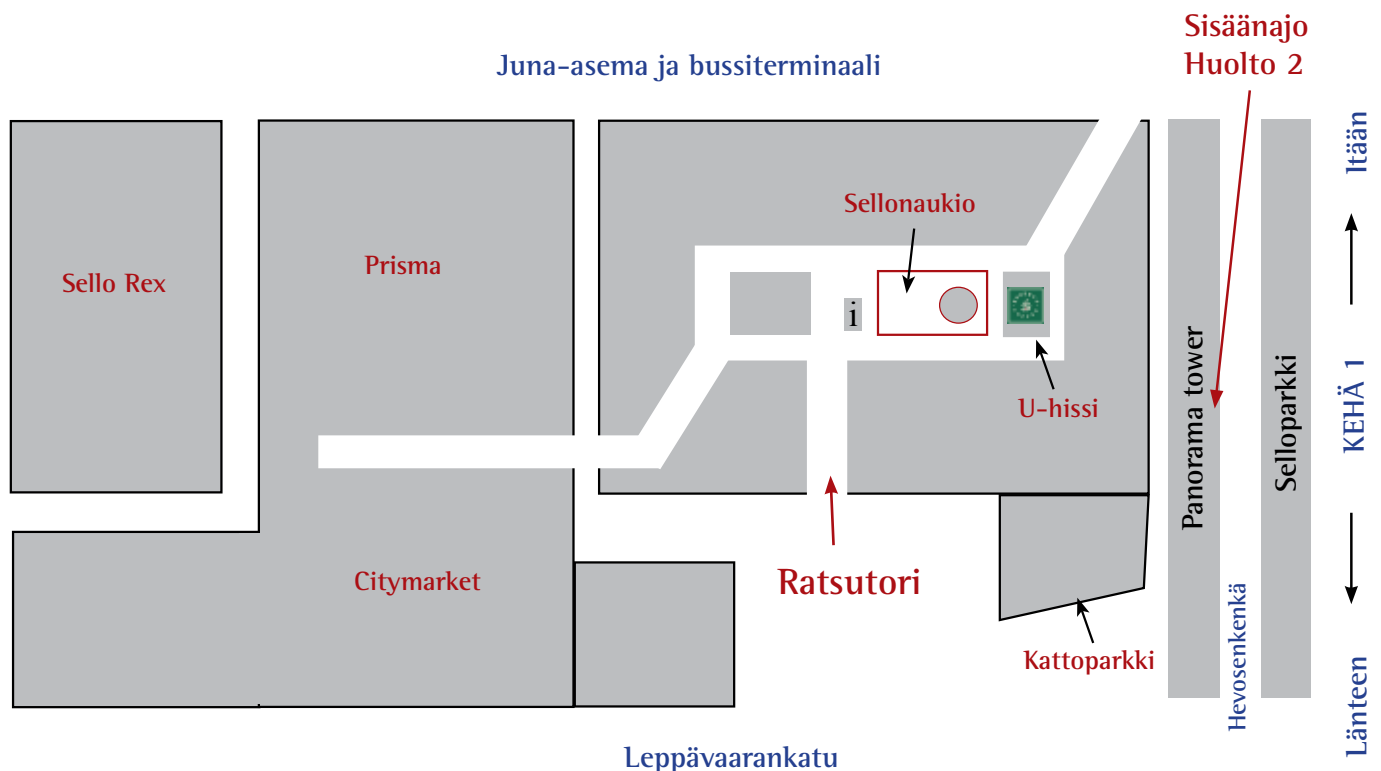 Sisäänajo
Huolto 2
Juna-asema ja bussiterminaali
Itään
Sellonaukio
Prisma
Sello Rex
i
U-hissi
Panorama tower
Selloparkki
KEHÄ 1
Citymarket
Ratsutori
Kattoparkki
Hevosenkenkä
Länteen
Leppävaarankatu